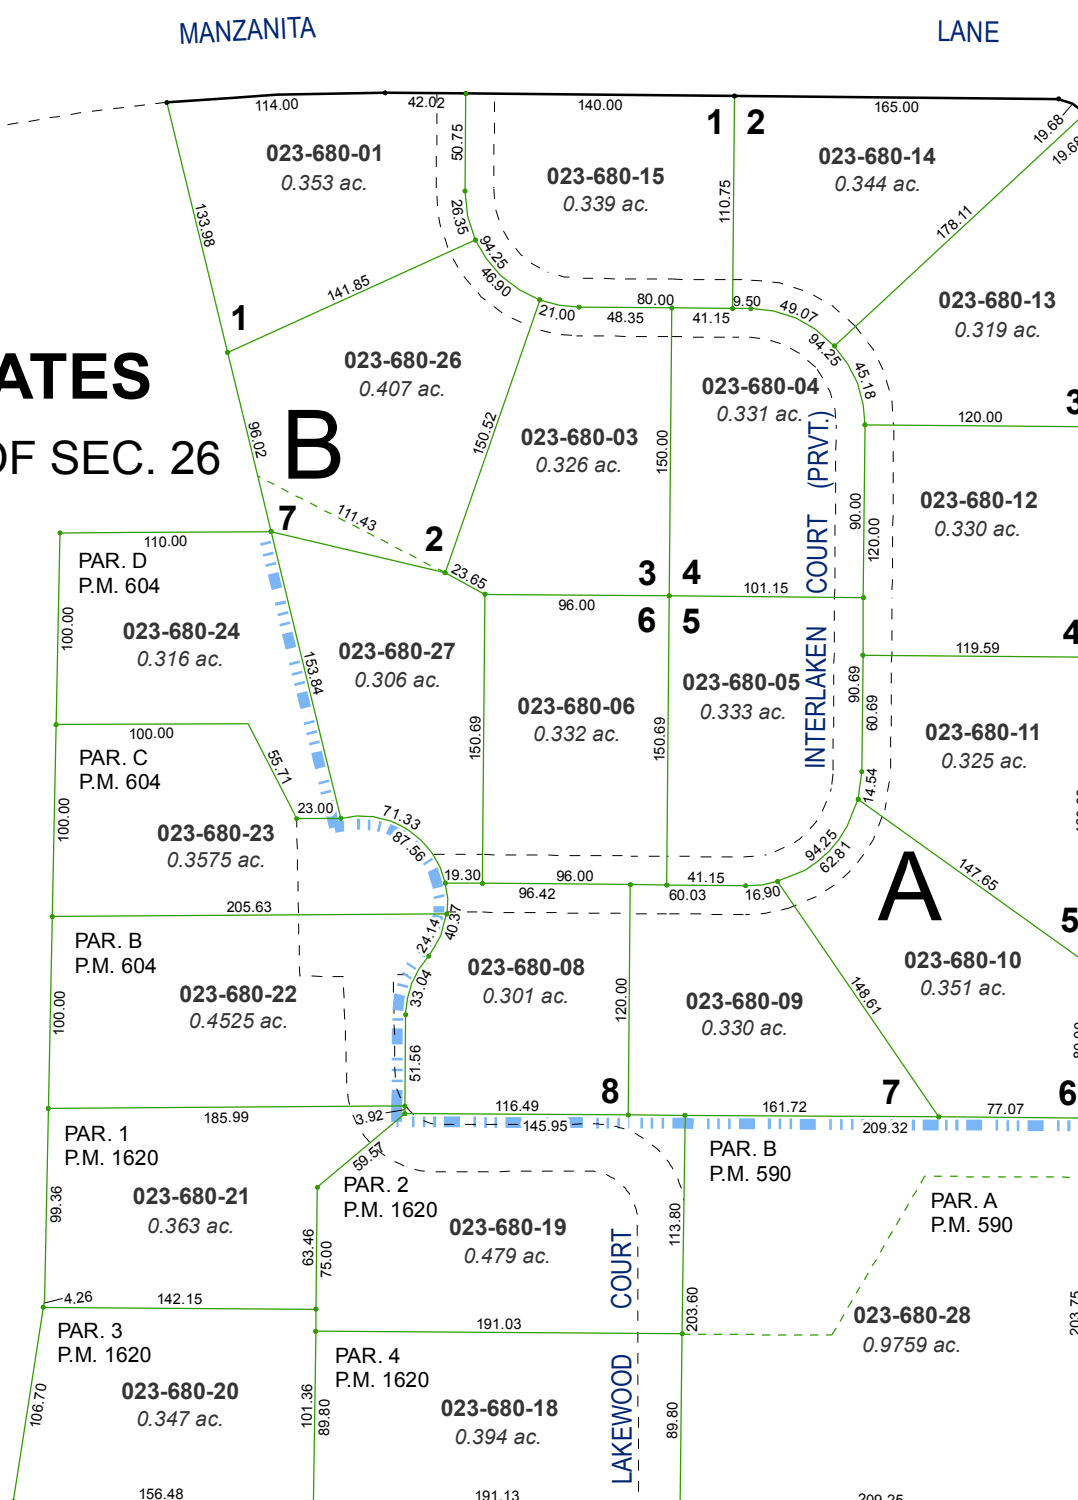 MANZANITA LANE
114.00
42.02
140.00
165.00
19.68
19.68
1 2
50.75
023-680-01
0.353 ac.
023-680-15
0.339 ac.
023-680-14
0.344 ac.
110.75
133.98
26.35
94.25
46.90
178.11
141.85
1
21.00
80.00
48.35
41.15
9.50
49.07
94.25
45.18
023-680-13
0.319 ac.
ATES
023-680-26
0.407 ac.
023-680-04
0.331 ac.
3
120.00
OF SEC. 26
96.02
B
150.52
023-680-03
0.326 ac.
150.00
INTERLAKEN COURT (PRVT.)
90.00
120.00
023-680-12
0.330 ac.
111.43
7
2
110.00
PAR. D
P.M. 604
23.65
3 4
101.15
96.00
6 5
100.00
023-680-24
0.316 ac.
153.84
023-680-27
0.306 ac.
119.59
4
023-680-06
0.332 ac.
023-680-05
0.333 ac.
90.69
60.69
150.69
150.69
023-680-11
0.325 ac.
100.00
55.71
PAR. C
P.M. 604
14.54
23.00
71.33
87.56
100.00
023-680-23
0.3575 ac.
94.25
62.81
19.30
96.00
41.15
96.42
60.03
16.90
147.65
A
5
205.63
24.14
40.37
PAR. B
P.M. 604
023-680-08
0.301 ac.
023-680-10
0.351 ac.
33.04
100.00
023-680-22
0.4525 ac.
120.00
023-680-09
0.330 ac.
148.61
51.56
8
7
6
116.49
161.72
77.07
185.99
3.92
145.95
209.32
PAR. 1
P.M. 1620
59.57
PAR. B
P.M. 590
PAR. 2
P.M. 1620
PAR. A
P.M. 590
99.36
023-680-21
0.363 ac.
63.46
75.00
023-680-19
0.479 ac.
113.80
4.26
142.15
203.60
203.75
191.03
023-680-28
0.9759 ac.
PAR. 3
P.M. 1620
PAR. 4
P.M. 1620
106.70
023-680-20
0.347 ac.
101.36
89.80
023-680-18
0.394 ac.
LAKEWOOD COURT
89.80
156.48
191.13
209.25